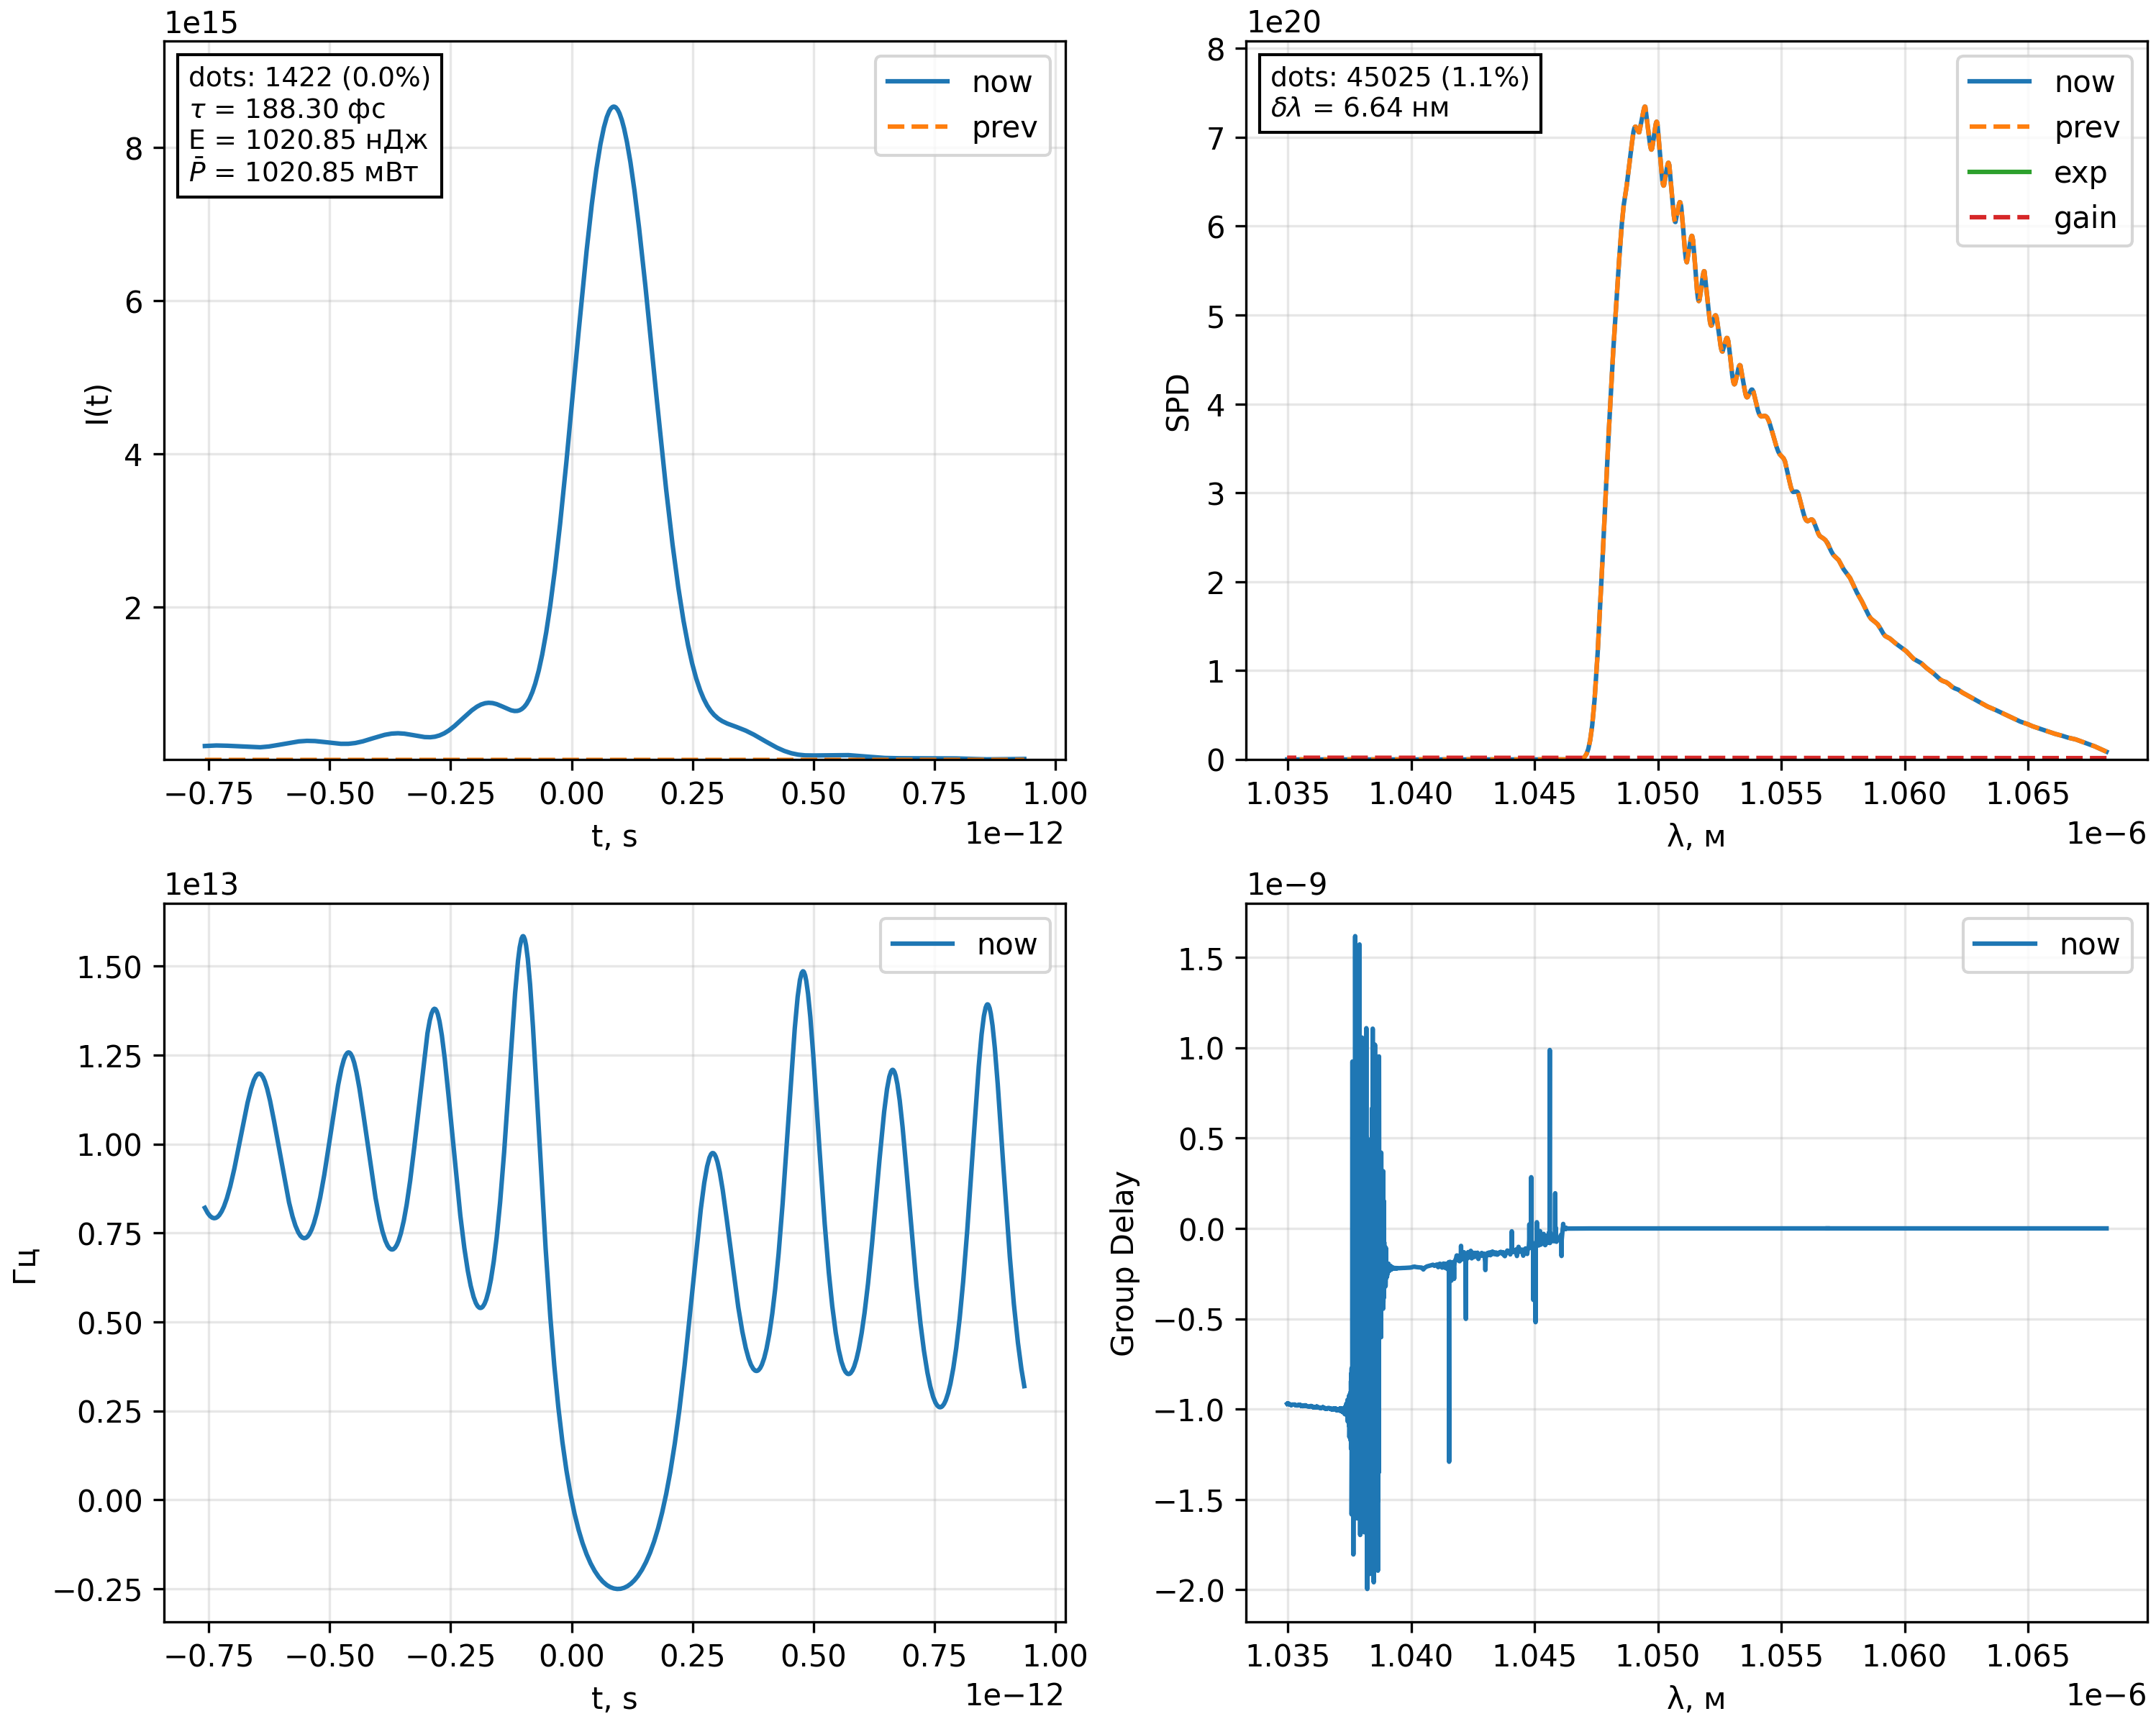 1e15
dots: 1422 (0.0%)
τ = 188.30 фс
E = 1020.85 нДж
P̄ = 1020.85 мВт
now
prev
8
6
4
2
I(t)
−0.75 −0.50 −0.25 0.00 0.25 0.50 0.75 1.00
t, s
1e−12
1e20
dots: 45025 (1.1%)
δλ = 6.64 нм
now
prev
exp
gain
8
7
6
5
4
3
2
1
0
SPD
1.035 1.040 1.045 1.050 1.055 1.060 1.065
λ, м
1e−6
1e13
now
1.50
1.25
1.00
0.75
0.50
0.25
0.00
−0.25
Гц
−0.75 −0.50 −0.25 0.00 0.25 0.50 0.75 1.00
t, s
1e−12
1e−9
now
1.5
1.0
0.5
0.0
−0.5
−1.0
−1.5
−2.0
Group Delay
1.035 1.040 1.045 1.050 1.055 1.060 1.065
λ, м
1e−6